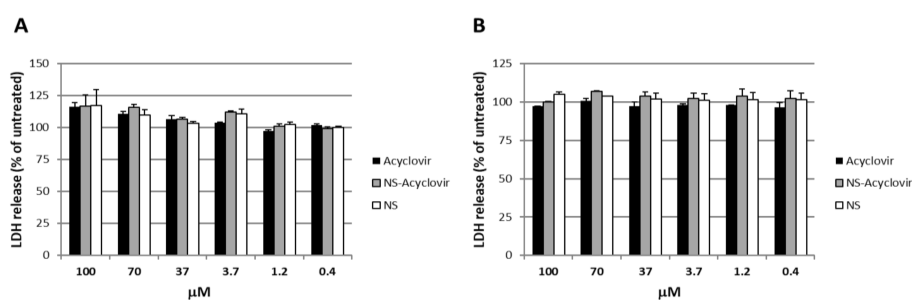 A
LDH release (% of untreated)
150
125
100
75
50
25
0
100 70 37 3.7 1.2 0.4
µM
Acyclovir
NS-Acyclovir
NS
B
LDH release (% of untreated)
125
100
75
50
25
0
100 70 37 3.7 1.2 0.4
µM
Acyclovir
NS-Acyclovir
NS